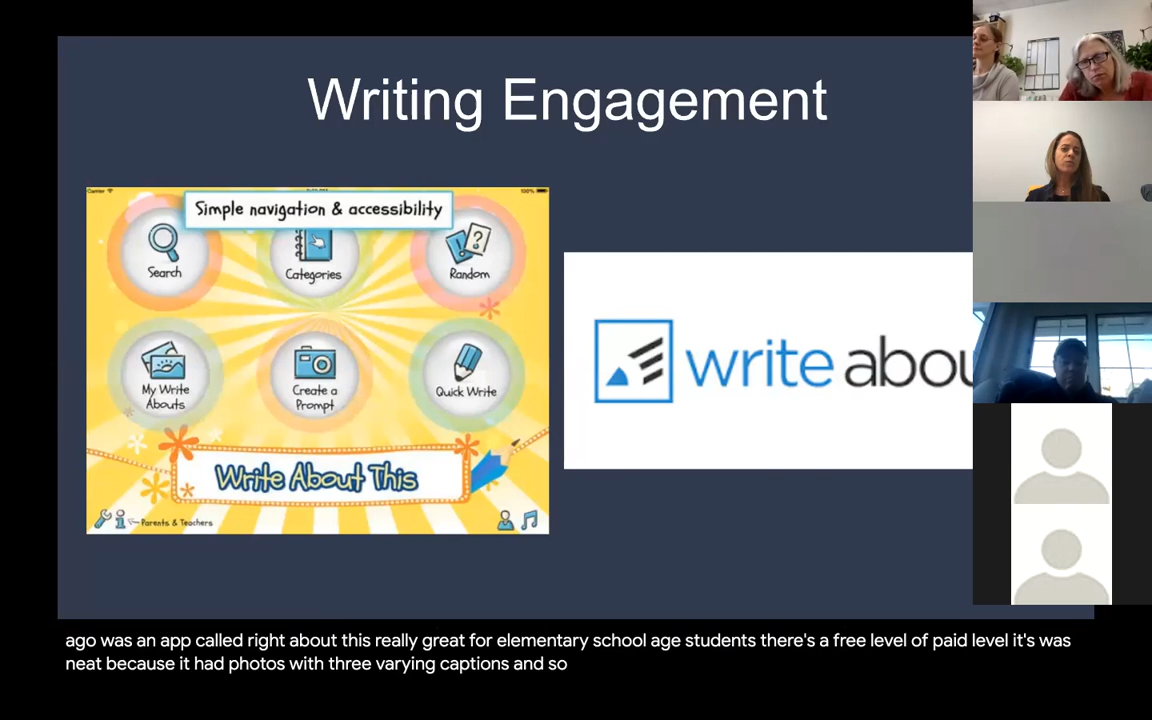 Writing Engagement
Carrier
100%
Simple navigation & accessibility
Search
Categories
Random
My Write
Abouts
Create a
Prompt
Quick Write
Write About This
Parents & Teachers
write abou
ago was an app called right about this really great for elementary school age students there's a free level of paid level it's was
neat because it had photos with three varying captions and so